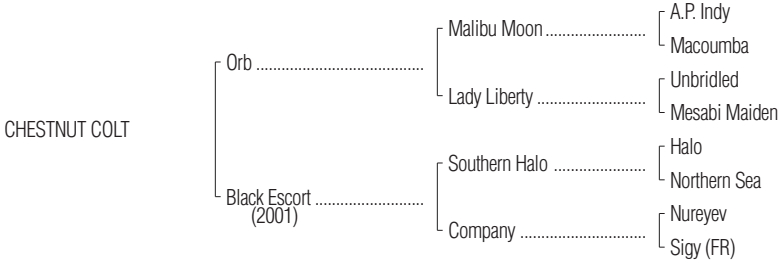 A.P. Indy
Malibu Moon ..........................
Macoumba
Orb ...........................................
Unbridled
Lady Liberty ............................
Mesabi Maiden
CHESTNUT COLT
Halo
Southern Halo ........................
Northern Sea
Black Escort ............................
(2001)
Nureyev
Company ................................
Sigy (FR)